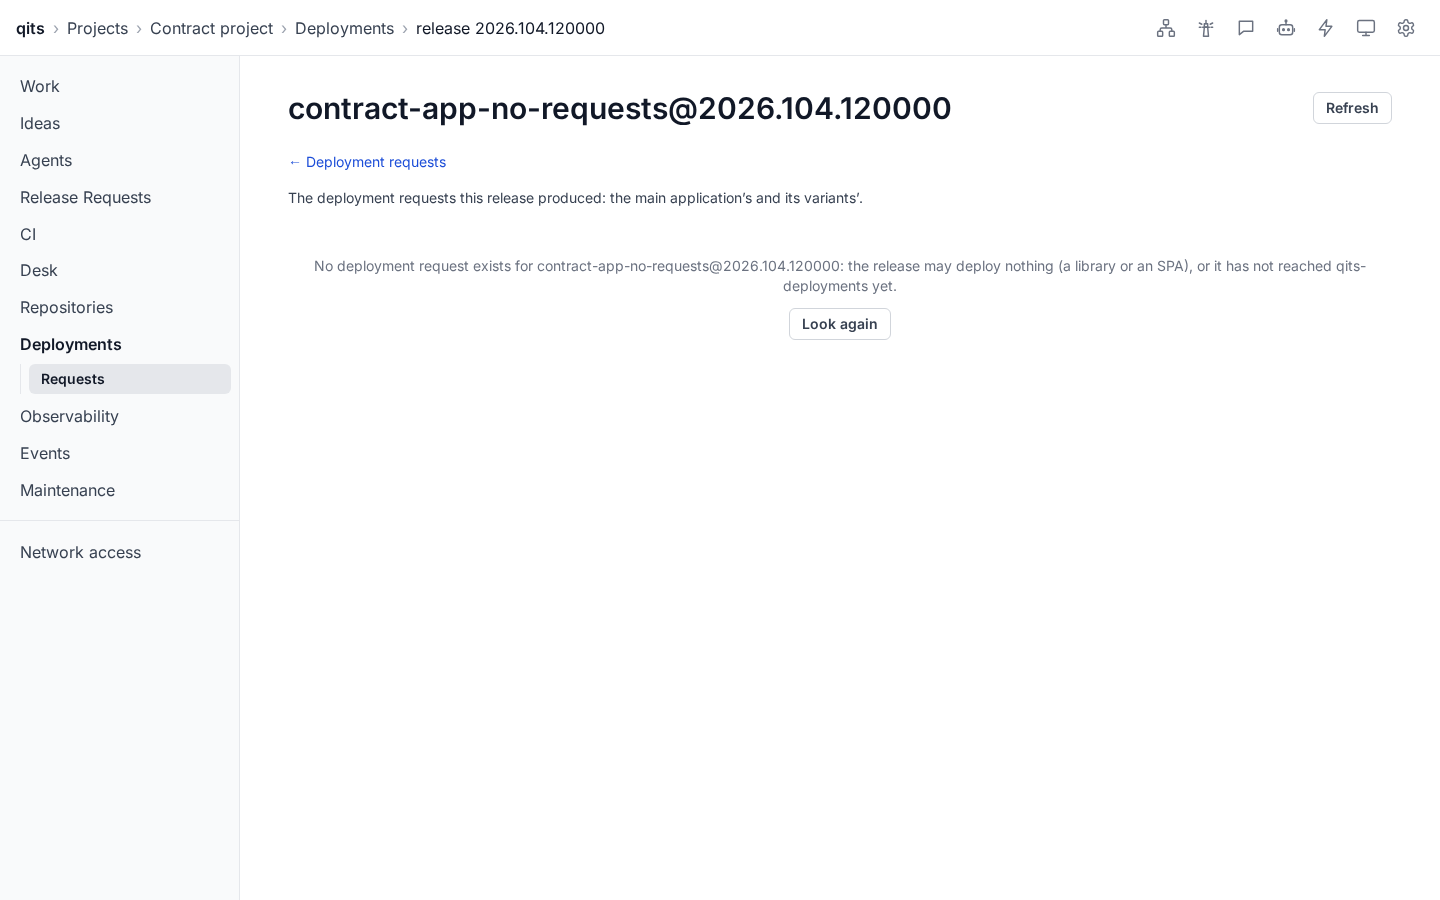 qits › Projects › Contract project › Deployments › release 2026.104.120000
Work
Ideas
Agents
Release Requests
CI
Desk
Repositories
Deployments
Requests
Observability
Events
Maintenance
Network access
contract-app-no-requests@2026.104.120000
Refresh
← Deployment requests
The deployment requests this release produced: the main application’s and its variants’.
No deployment request exists for contract-app-no-requests@2026.104.120000: the release may deploy nothing (a library or an SPA), or it has not reached qits-
deployments yet.
Look again